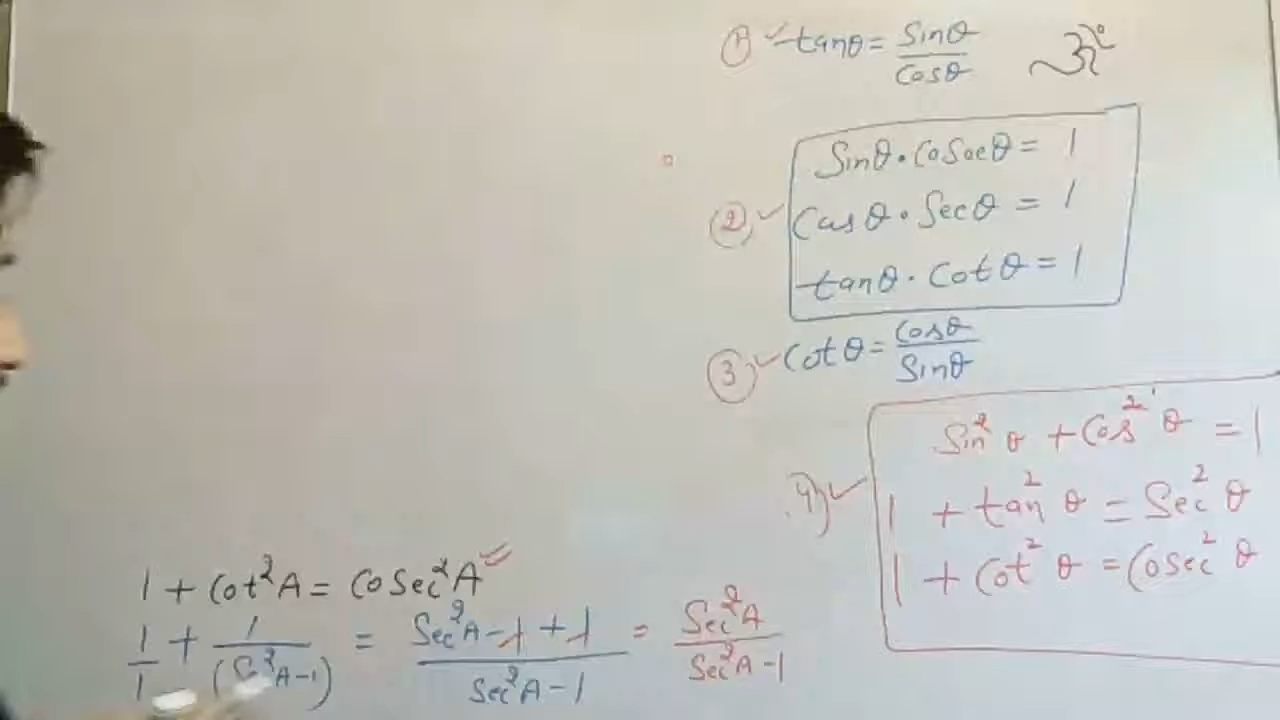 ① tanθ = Sinθ/Cosθ
Sinθ·Cosecθ = 1
② Cosθ·Secθ = 1
tanθ·Cotθ = 1
③ Cotθ = Cosθ/Sinθ
Sin²θ + Cos²θ = 1
4) 1 + tan²θ = Sec²θ
1 + Cot²θ = Cosec²θ
1 + Cot²A = CoSec²A
1/1 + 1/(Sec²A-1) = (Sec²A-1+1)/(Sec²A-1) = Sec²A/(Sec²A-1)